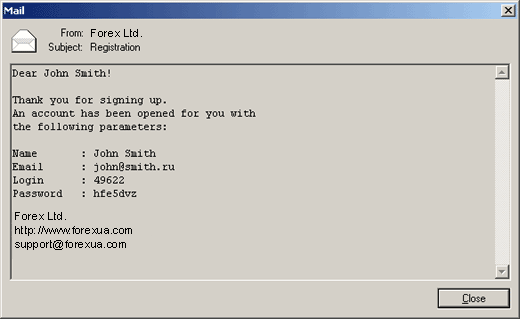 Mail
From: Forex Ltd.
Subject: Registration
Dear John Smith!
Thank you for signing up.
An account has been opened for you with
the following parameters:
Name : John Smith
Email : john@smith.ru
Login : 49622
Password : hfe5dvz
Forex Ltd.
http://www.forexua.com
support@forexua.com
Close